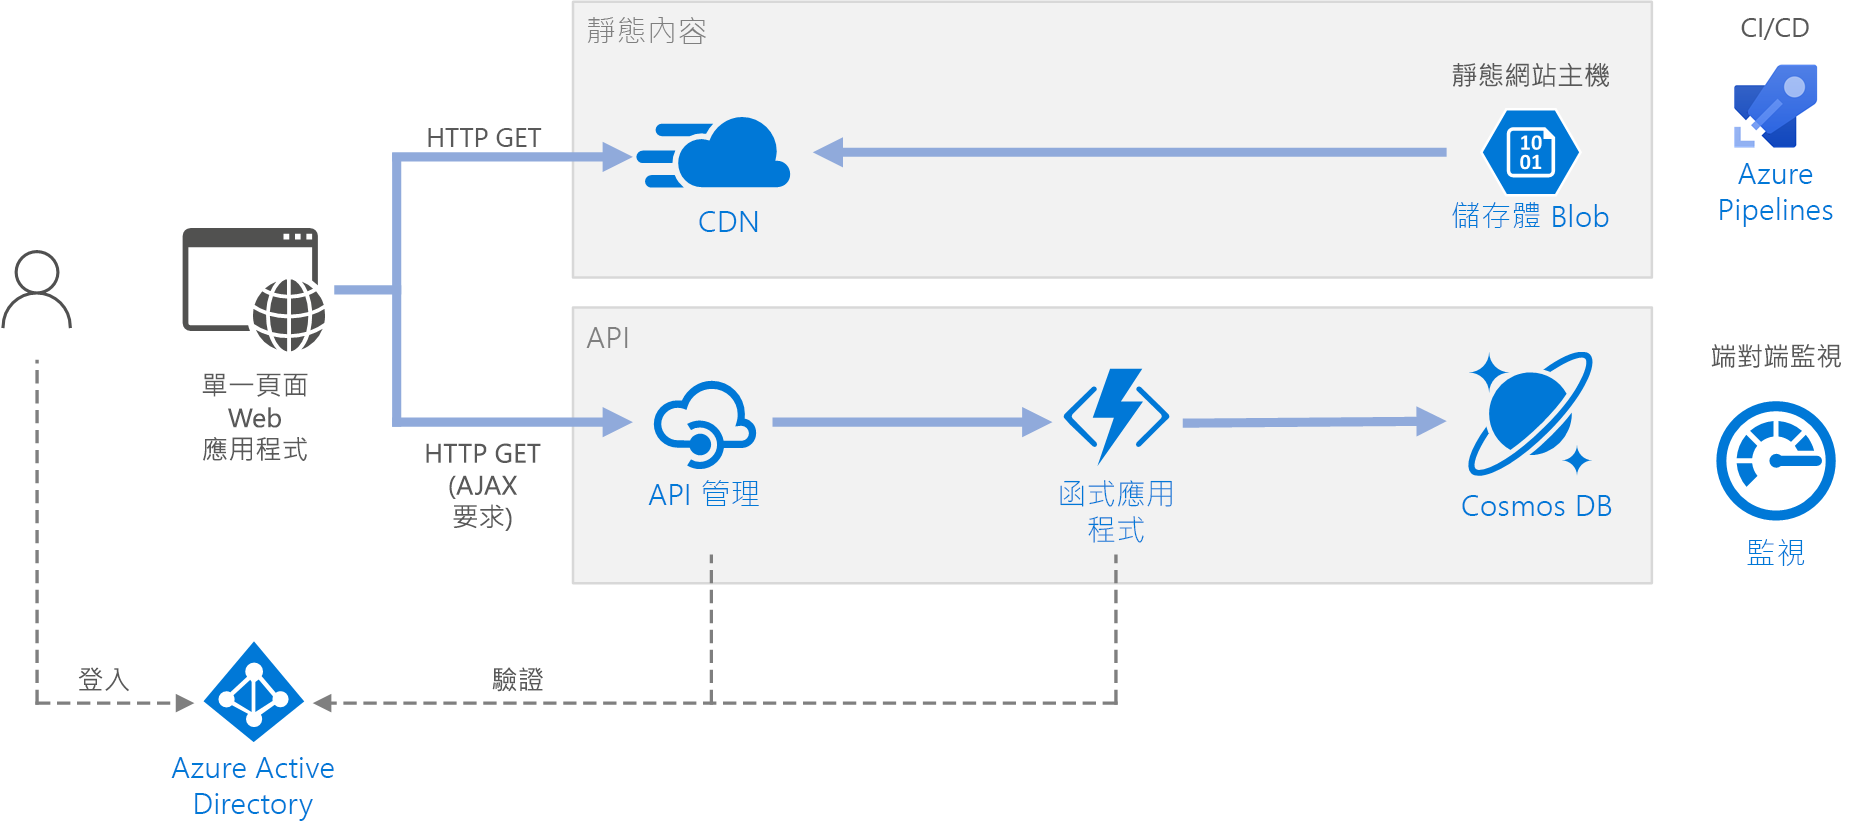 靜態內容
靜態網站主機
HTTP GET
CDN
儲存體 Blob
CI/CD
Azure
Pipelines
單一頁面
Web
應用程式
API
HTTP GET
(AJAX
要求)
API 管理
函式應用
程式
Cosmos DB
端對端監視
監視
登入
驗證
Azure Active
Directory
10
01